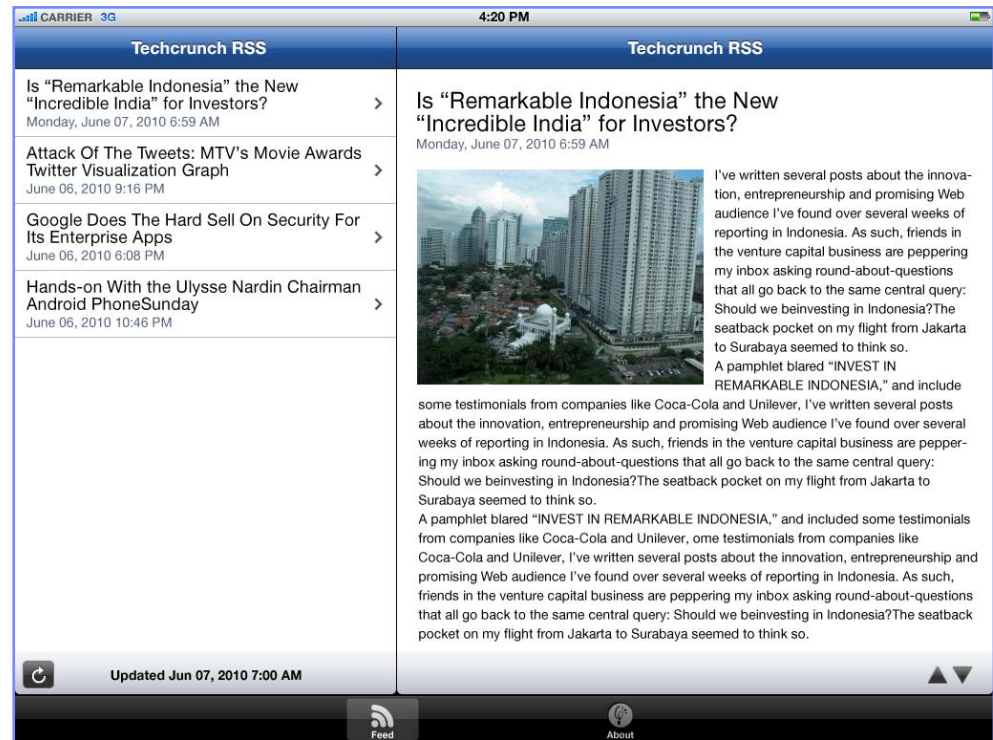 CARRIER 3G
4:20 PM
Techcrunch RSS
Is “Remarkable Indonesia” the New
“Incredible India” for Investors?
Monday, June 07, 2010 6:59 AM
Attack Of The Tweets: MTV’s Movie Awards
Twitter Visualization Graph
June 06, 2010 9:16 PM
Google Does The Hard Sell On Security For
Its Enterprise Apps
June 06, 2010 6:08 PM
Hands-on With the Ulysse Nardin Chairman
Android PhoneSunday
June 06, 2010 10:46 PM
Updated Jun 07, 2010 7:00 AM
Techcrunch RSS
Is “Remarkable Indonesia” the New
“Incredible India” for Investors?
Monday, June 07, 2010 6:59 AM
I’ve written several posts about the innova-
tion, entrepreneurship and promising Web
audience I’ve found over several weeks of
reporting in Indonesia. As such, friends in
the venture capital business are peppering
my inbox asking round-about-questions
that all go back to the same central query:
Should we beinvesting in Indonesia?The
seatback pocket on my flight from Jakarta
to Surabaya seemed to think so.
A pamphlet blared “INVEST IN
REMARKABLE INDONESIA,” and include
some testimonials from companies like Coca-Cola and Unilever, I’ve written several posts
about the innovation, entrepreneurship and promising Web audience I’ve found over several
weeks of reporting in Indonesia. As such, friends in the venture capital business are pepper-
ing my inbox asking round-about-questions that all go back to the same central query:
Should we beinvesting in Indonesia?The seatback pocket on my flight from Jakarta to
Surabaya seemed to think so.
A pamphlet blared “INVEST IN REMARKABLE INDONESIA,” and included some testimonials
from companies like Coca-Cola and Unilever, ome testimonials from companies like
Coca-Cola and Unilever, I’ve written several posts about the innovation, entrepreneurship and
promising Web audience I’ve found over several weeks of reporting in Indonesia. As such,
friends in the venture capital business are peppering my inbox asking round-about-questions
that all go back to the same central query: Should we beinvesting in Indonesia?The seatback
pocket on my flight from Jakarta to Surabaya seemed to think so.
Feed
About